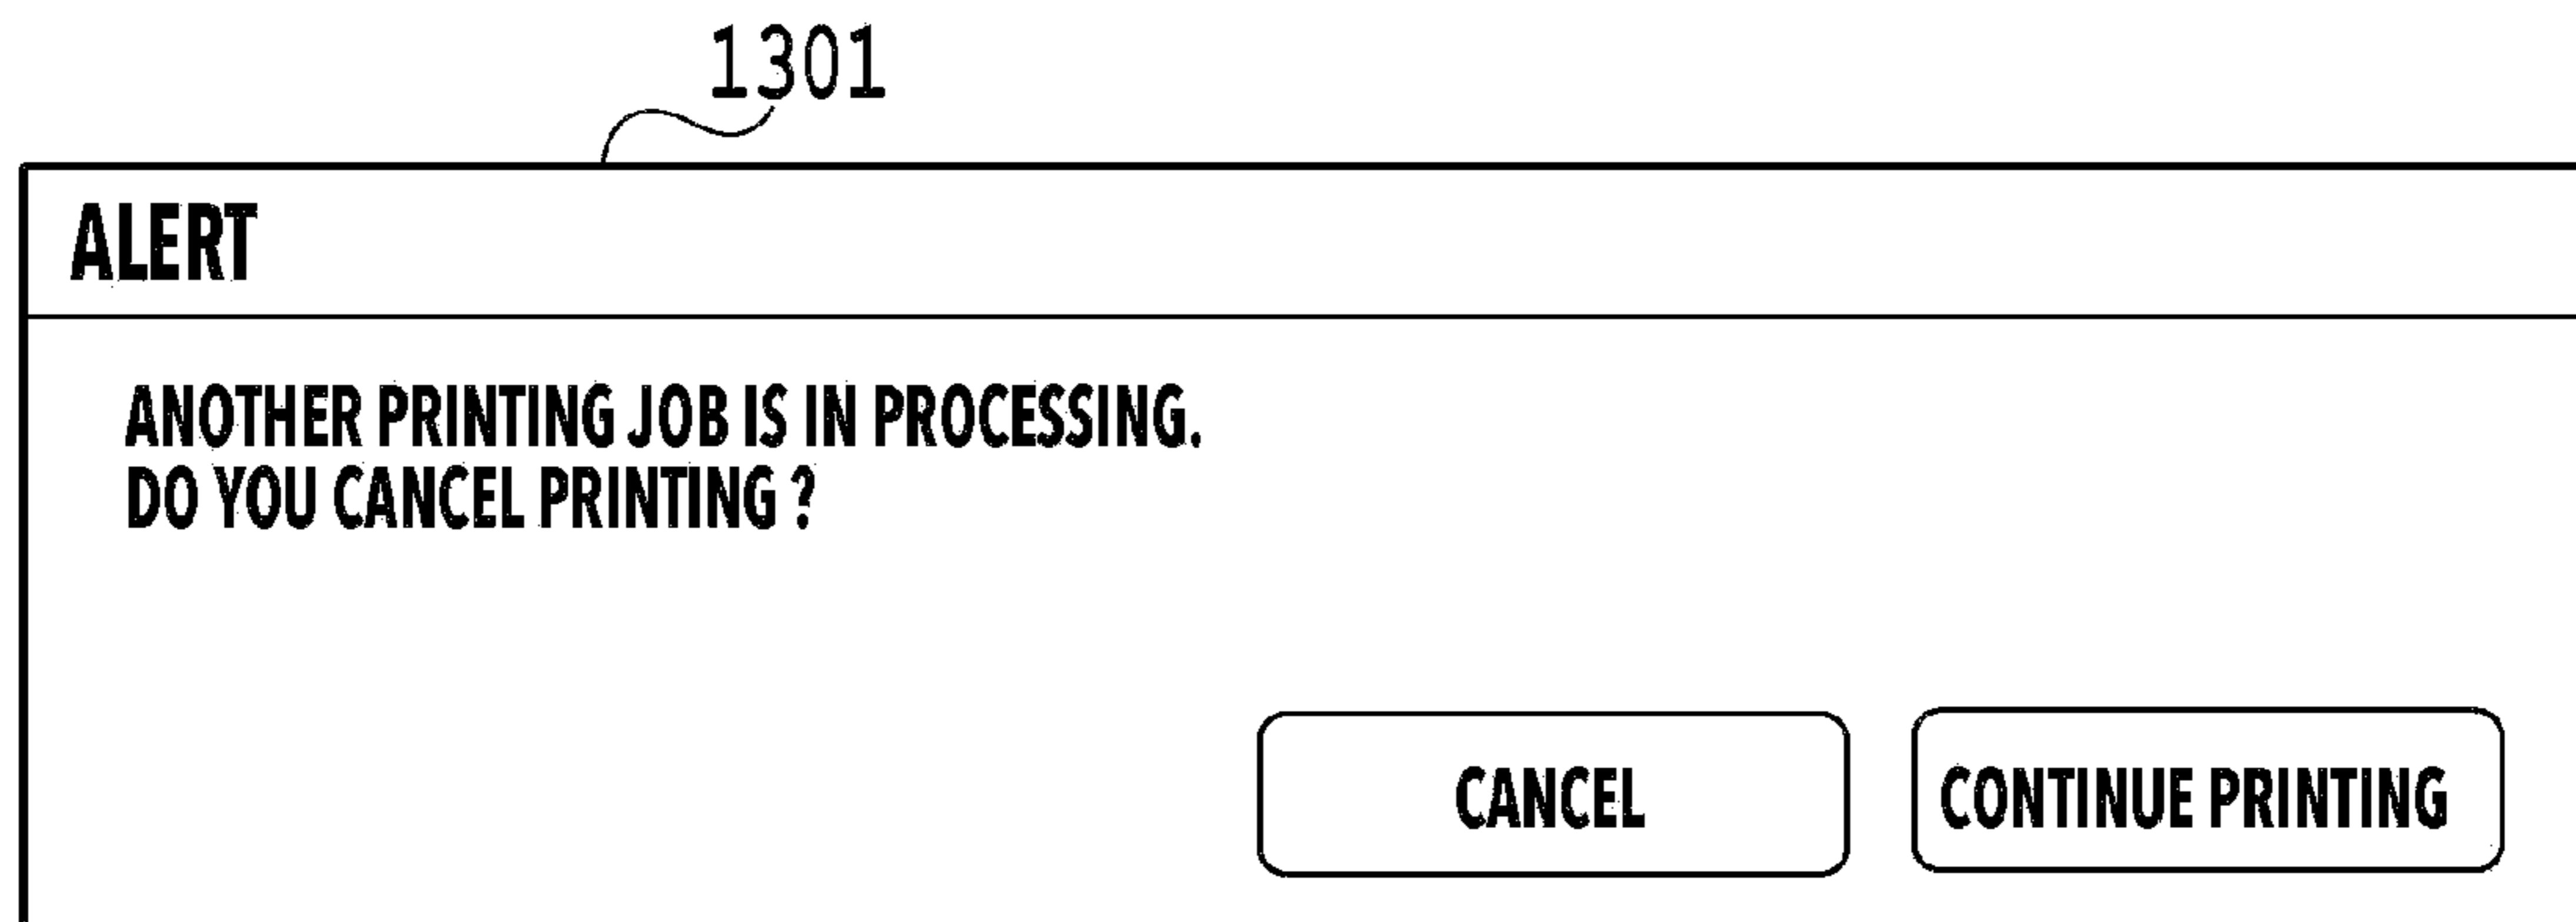 1301
ALERT
ANOTHER PRINTING JOB IS IN PROCESSING.
DO YOU CANCEL PRINTING ?
CANCEL
CONTINUE PRINTING